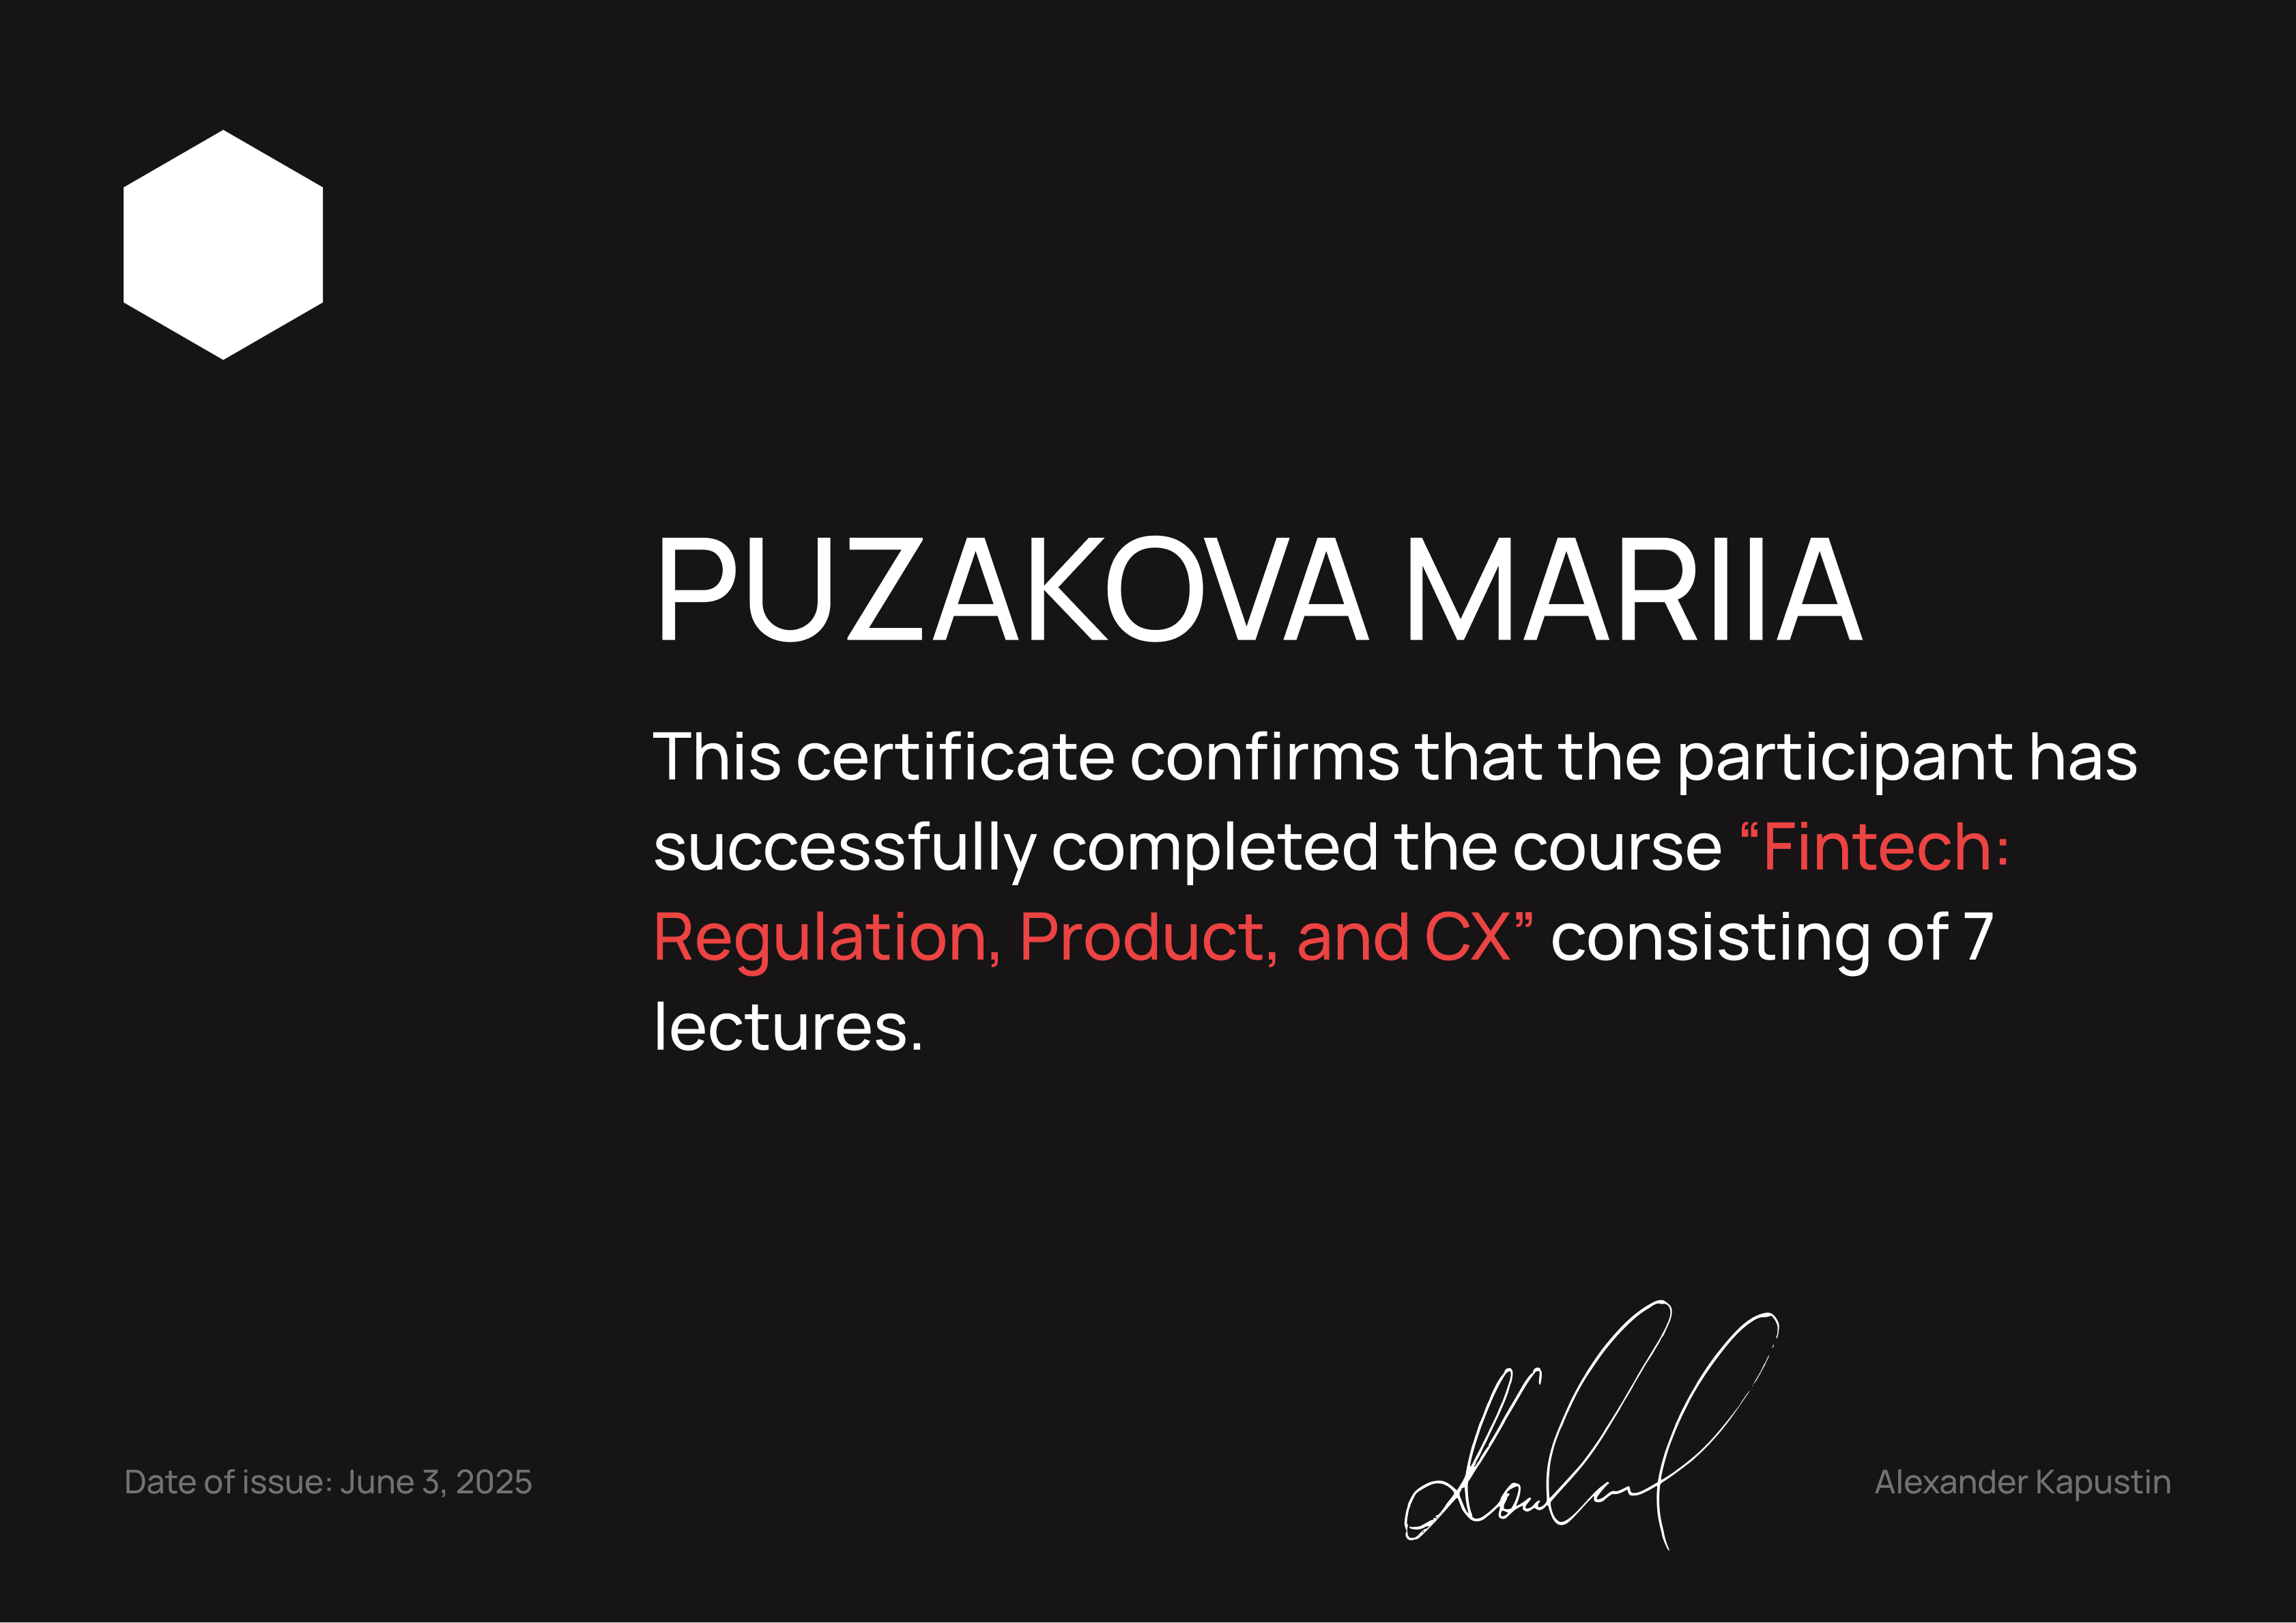 PUZAKOVA MARIIA
This certificate confirms that the participant has
successfully completed the course “Fintech:
Regulation, Product, and CX” consisting of 7
lectures.
Date of issue: June 3, 2025
Alexander Kapustin